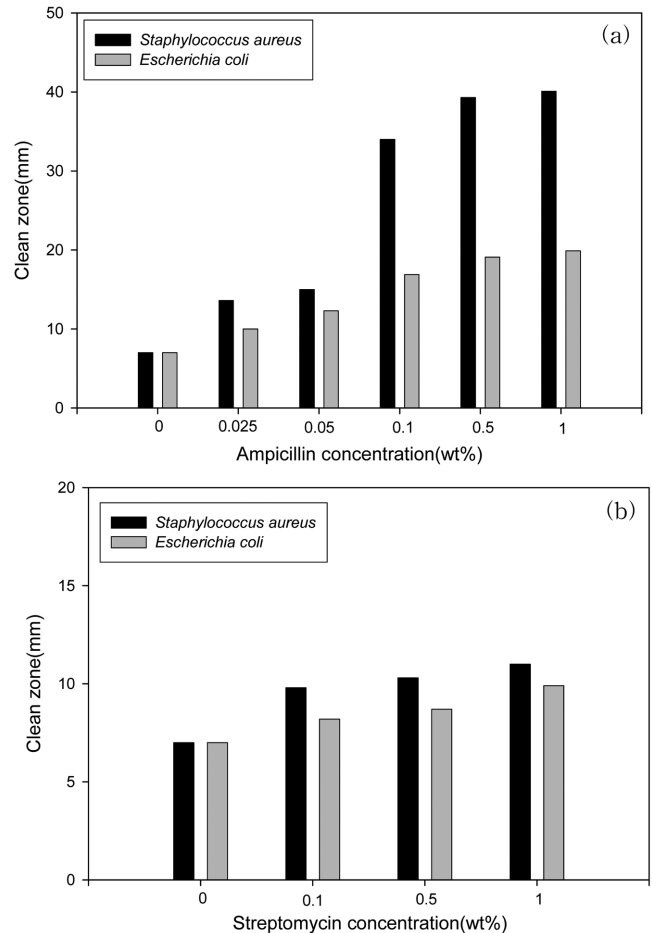 (a)
Staphylococcus aureus
Escherichia coli
50
40
30
20
10
0
Clean zone(mm)
0 0.025 0.05 0.1 0.5 1
Ampicillin concentration(wt%)
(b)
Staphylococcus aureus
Escherichia coli
20
15
10
5
0
Clean zone(mm)
0 0.1 0.5 1
Streptomycin concentration(wt%)